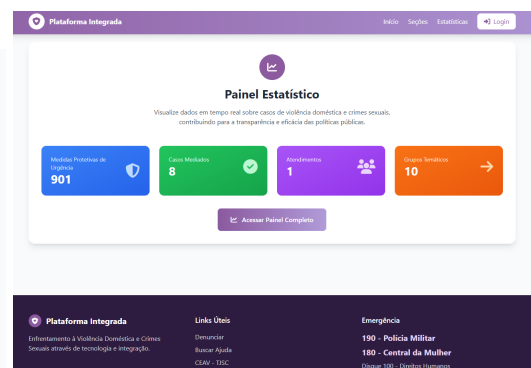 Plataforma Integrada
Início Seções Estatísticas Login
Painel Estatístico
Visualize dados em tempo real sobre casos de violência doméstica e crimes sexuais,
contribuindo para a transparência e eficácia das políticas públicas.
Medidas Protetivas de
Urgência
901
Casos Mediados
8
Atendimentos
1
Grupos Temáticos
10
Acessar Painel Completo
Plataforma Integrada
Enfrentamento à Violência Doméstica e Crimes
Sexuais através de tecnologia e integração.
Links Úteis
Denunciar
Buscar Ajuda
CEAV - TJSC
Emergência
190 - Polícia Militar
180 - Central da Mulher
Disque 100 - Direitos Humanos